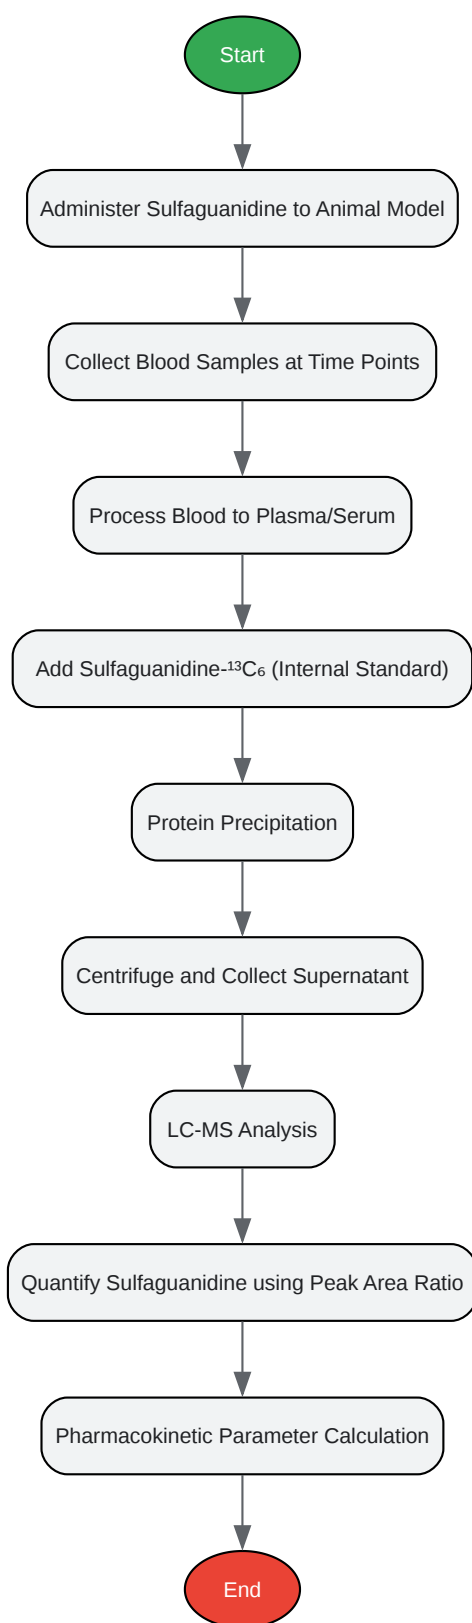 Start
Administer Sulfaguanidine to Animal Model
Collect Blood Samples at Time Points
Process Blood to Plasma/Serum
Add Sulfaguanidine-¹³C₆ (Internal Standard)
Protein Precipitation
Centrifuge and Collect Supernatant
LC-MS Analysis
Quantify Sulfaguanidine using Peak Area Ratio
Pharmacokinetic Parameter Calculation
End